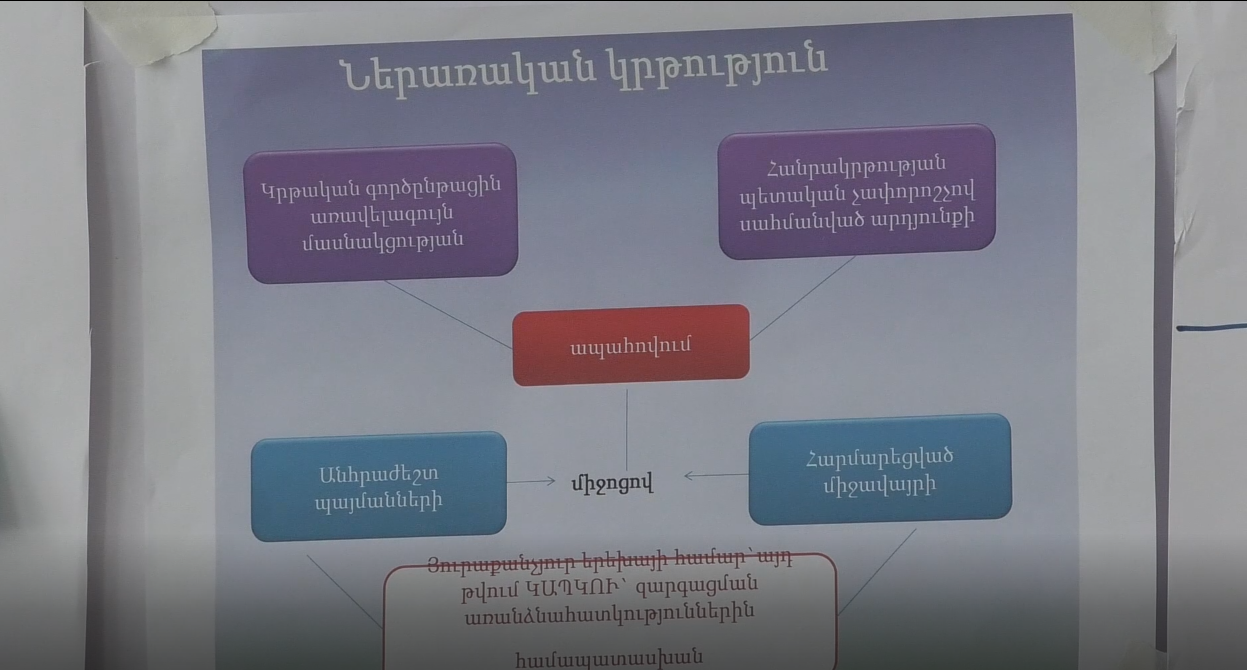 Ներառական կրթություն
Կրթական գործընթացին
առավելագույն
մասնակցության
Հանրակրթության
պետական չափորոշչով
սահմանված արդյունքի
ապահովում
Անհրաժեշտ
պայմանների
միջոցով
Հարմարեցված
միջավայրի
Յուրաքանչյուր երեխայի համար՝ այդ
թվում ԿԱՊԿՈՒ՝ զարգացման
առանձնահատկություններին
համապատասխան